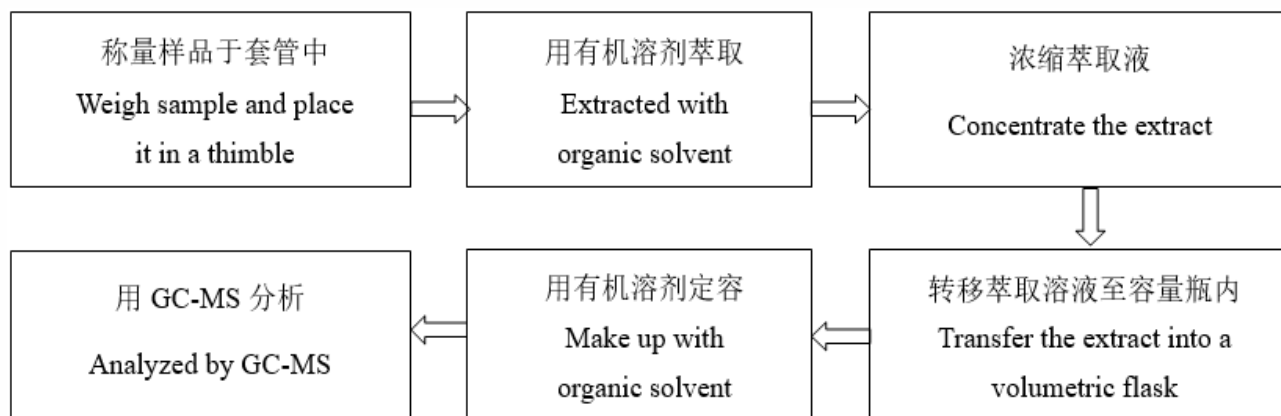 称量样品于套管中
Weigh sample and place
it in a thimble
用有机溶剂萃取
Extracted with
organic solvent
浓缩萃取液
Concentrate the extract
转移萃取溶液至容量瓶内
Transfer the extract into a
volumetric flask
用有机溶剂定容
Make up with
organic solvent
用 GC-MS 分析
Analyzed by GC-MS